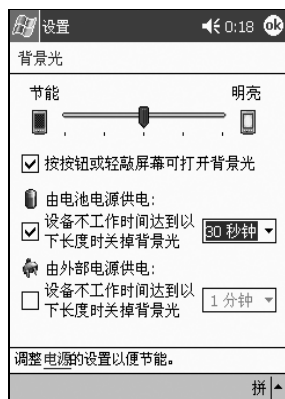 设置 0:18 ok
背景光
节能 明亮
按按钮或轻敲屏幕可打开背景光
由电池电源供电:
设备不工作时间达到以
下长度时关掉背景光
30 秒钟
由外部电源供电:
设备不工作时间达到以
下长度时关掉背景光
1 分钟
调整电源的设置以便节能。
拼